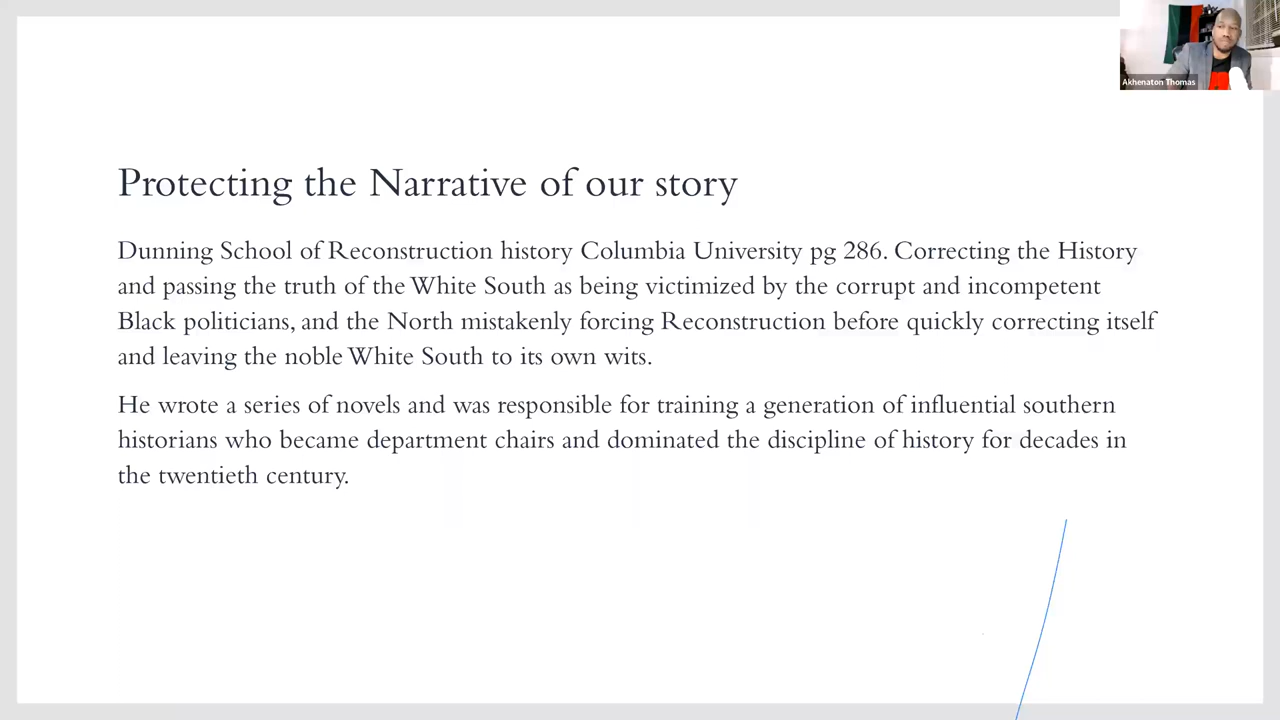 Akhenaton Thomas
Protecting the Narrative of our story
Dunning School of Reconstruction history Columbia University pg 286. Correcting the History
and passing the truth of the White South as being victimized by the corrupt and incompetent
Black politicians, and the North mistakenly forcing Reconstruction before quickly correcting itself
and leaving the noble White South to its own wits.
He wrote a series of novels and was responsible for training a generation of influential southern
historians who became department chairs and dominated the discipline of history for decades in
the twentieth century.